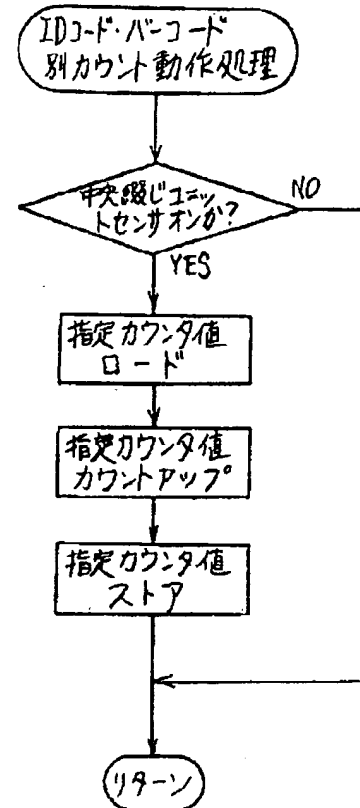 IDコード・バーコード
別カウント動作処理
中央綴じユニッ
トセンサオンか?
NO
YES
指定カウンタ値
ロード
指定カウンタ値
カウントアップ
指定カウンタ値
ストア
リターン